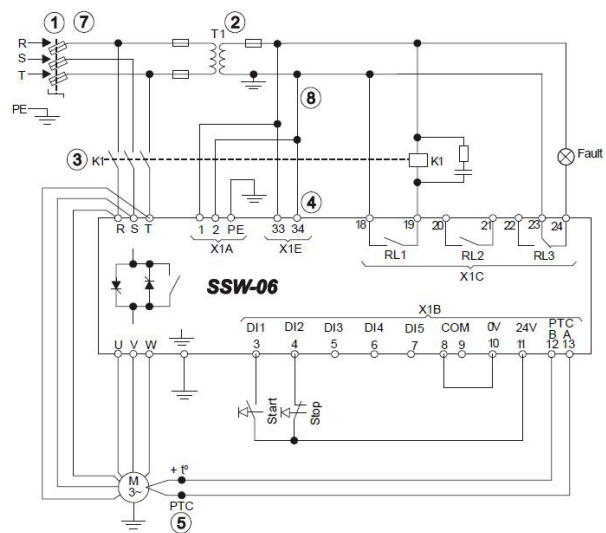 1 7 2
T1
R
S
T
8
PE
3 K1 K1 Fault
4
R S T 1 2 PE 33 34 18 19 20 21 22 23 24
X1A X1E RL1 RL2 RL3
X1C
SSW-06
X1B
DI1 DI2 DI3 DI4 DI5 COM 0V 24V PTC
B A
3 4 5 6 7 8 9 10 11 12 13
U V W
Start Stop
M
3~
+ tº
PTC
5